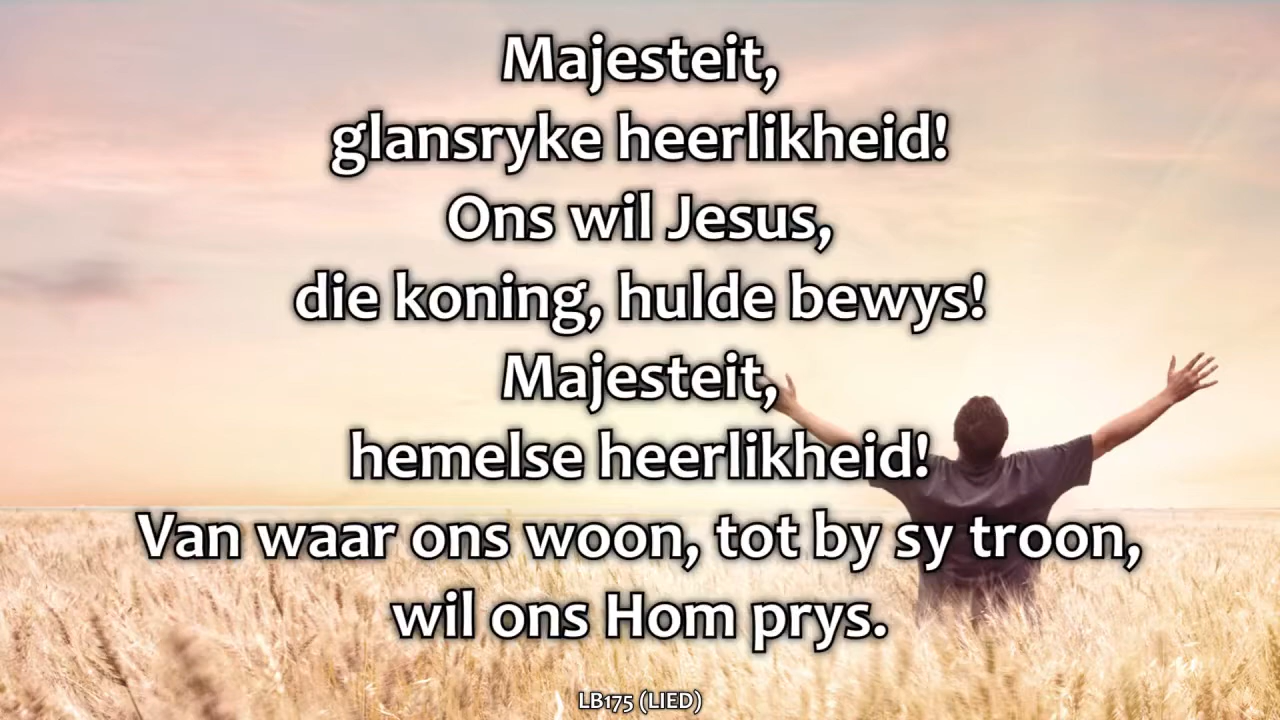 Majesteit,
glansryke heerlikheid!
Ons wil Jesus,
die koning, hulde bewys!
Majesteit,
hemelse heerlikheid!
Van waar ons woon, tot by sy troon,
wil ons Hom prys.
LB175 (LIED)